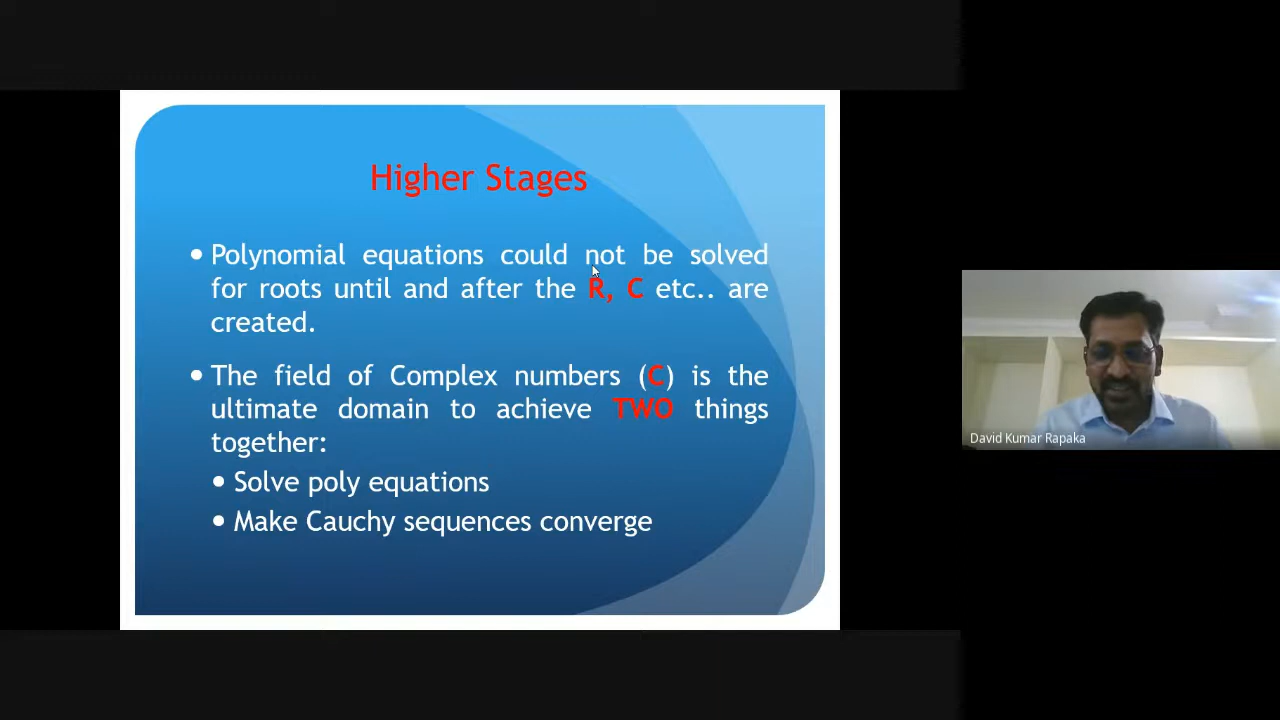 Higher Stages
• Polynomial equations could not be solved
for roots until and after the R, C etc.. are
created.
• The field of Complex numbers (C) is the
ultimate domain to achieve TWO things
together:
• Solve poly equations
• Make Cauchy sequences converge
David Kumar Rapaka